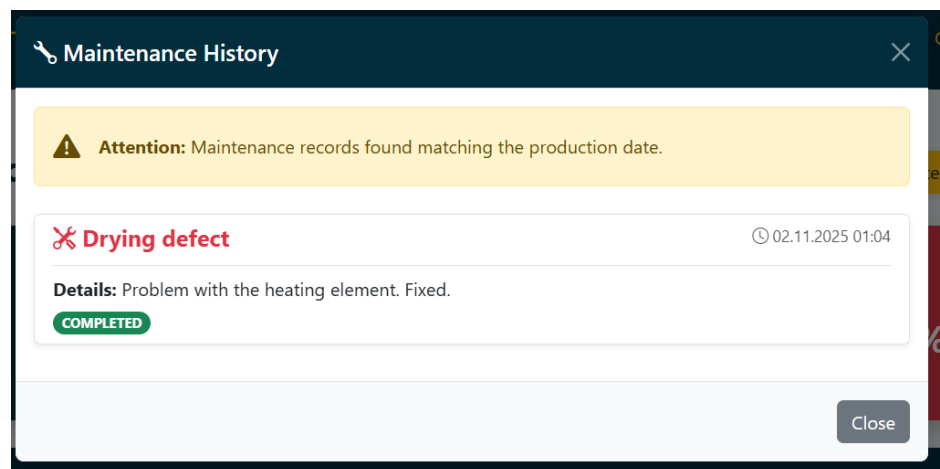 Maintenance History
Attention: Maintenance records found matching the production date.
Drying defect
02.11.2025 01:04
Details: Problem with the heating element. Fixed.
COMPLETED
Close